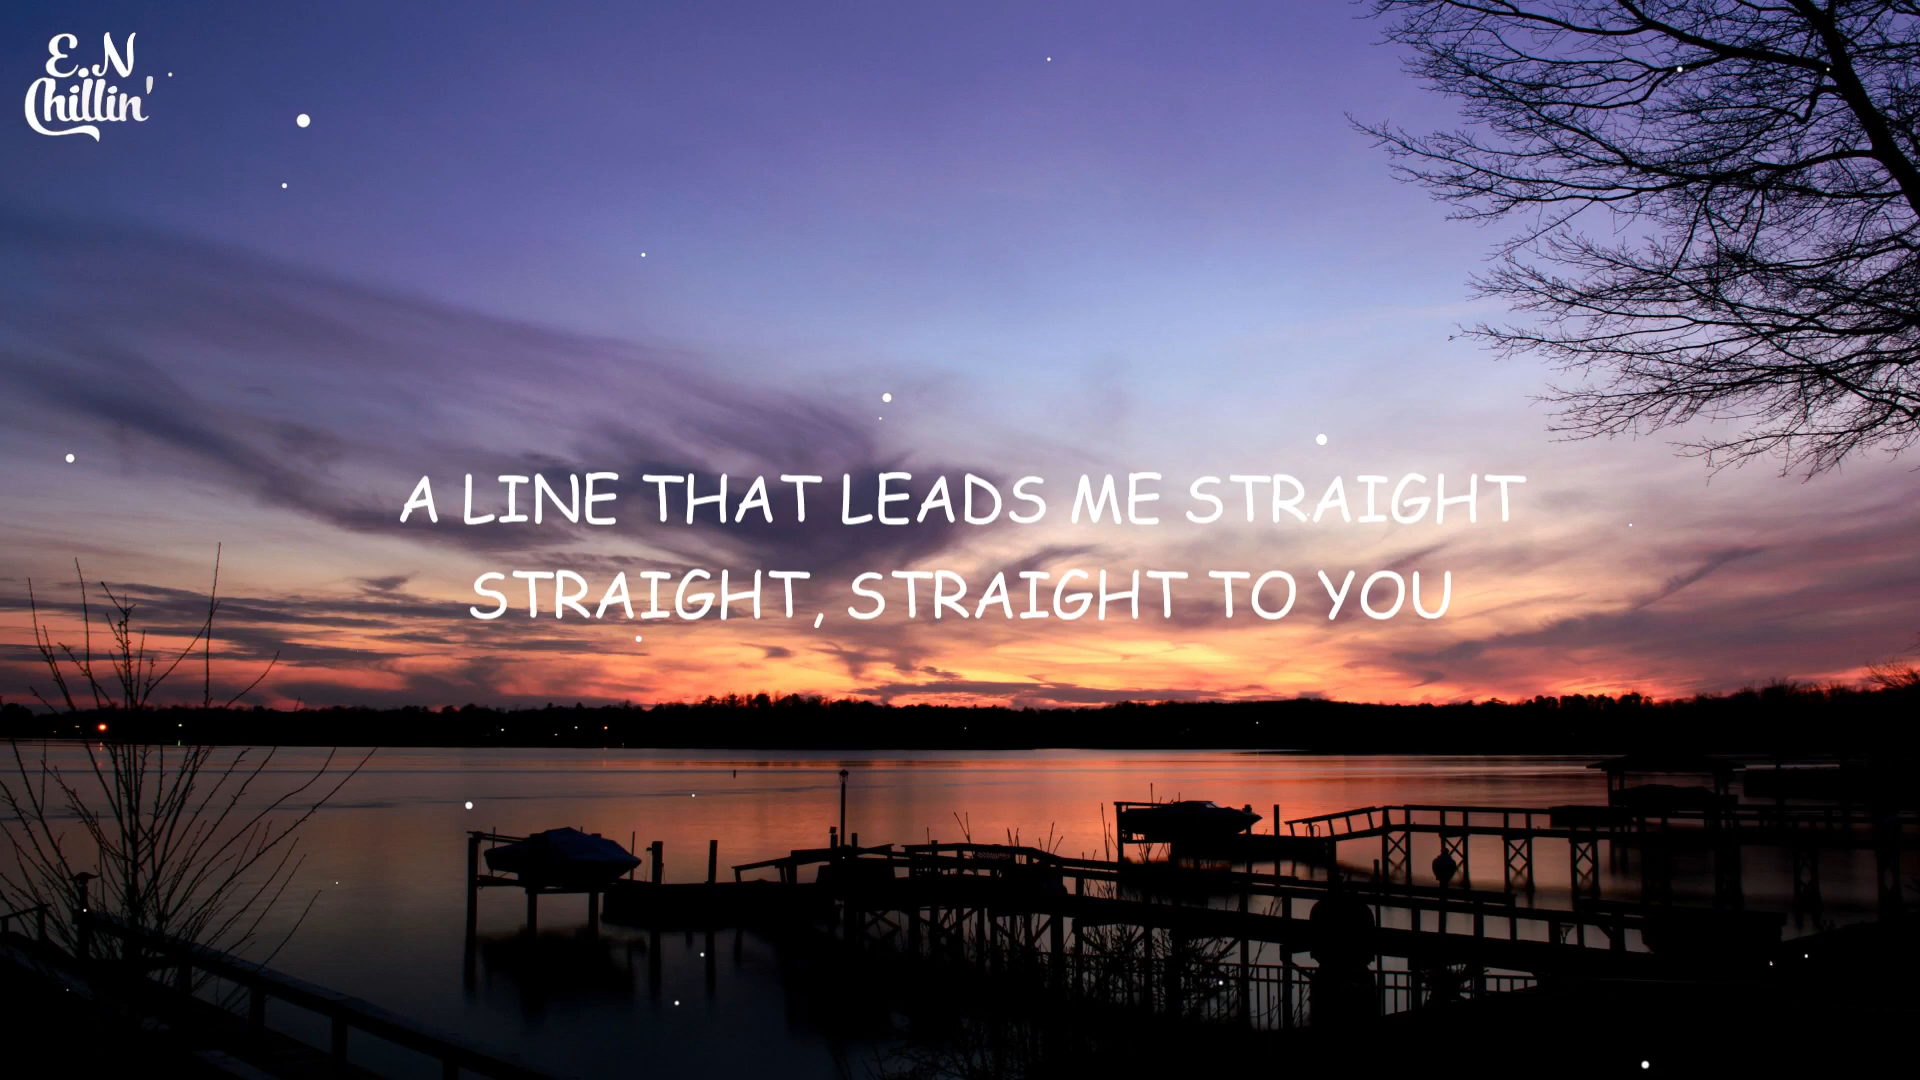 E.N
Chillin'
A LINE THAT LEADS ME STRAIGHT
STRAIGHT, STRAIGHT TO YOU